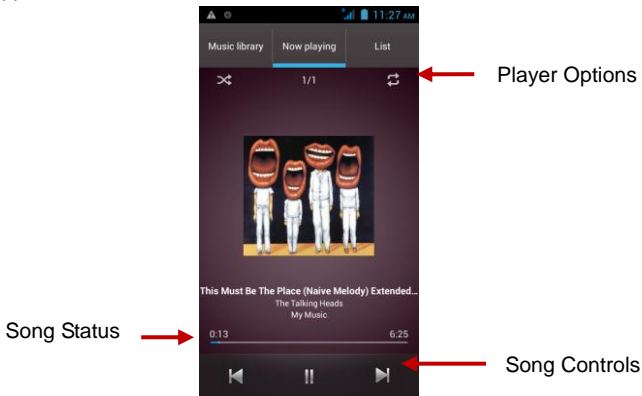 11:27 AM
Music library Now playing List
1/1
Player Options
This Must Be The Place (Naive Melody) Extended...
The Talking Heads
My Music
Song Status
0:13 6:25
Song Controls